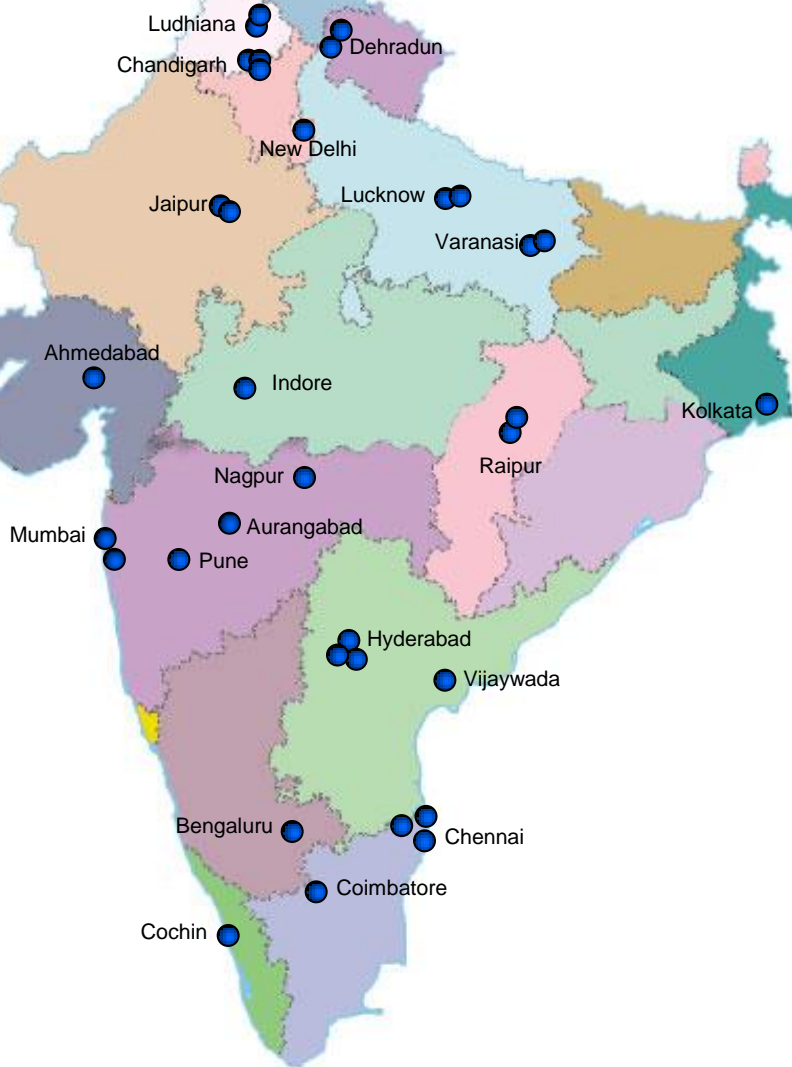 Ludhiana
Dehradun
Chandigarh
New Delhi
Lucknow
Jaipur
Varanasi
Ahmedabad
Indore
Kolkata
Raipur
Nagpur
Aurangabad
Mumbai
Pune
Hyderabad
Vijaywada
Bengaluru
Chennai
Coimbatore
Cochin